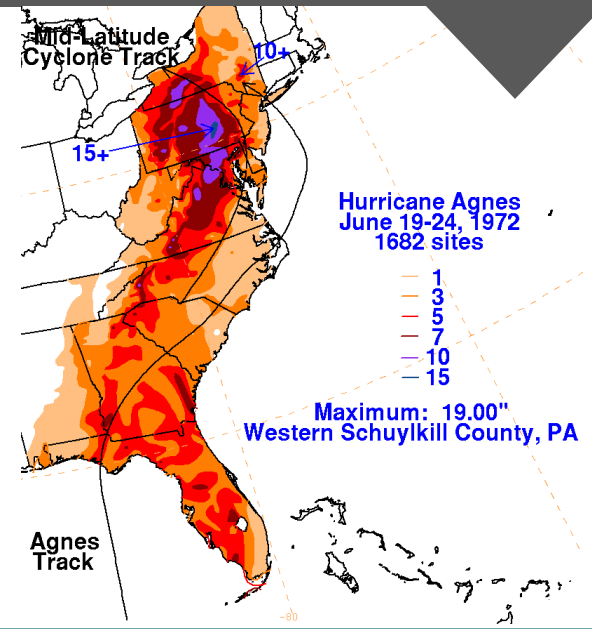 Mid-Latitude
Cyclone Track
10+
15+
Hurricane Agnes
June 19-24, 1972
1682 sites
1
3
5
7
10
15
Maximum: 19.00"
Western Schuylkill County, PA
Agnes
Track
-80